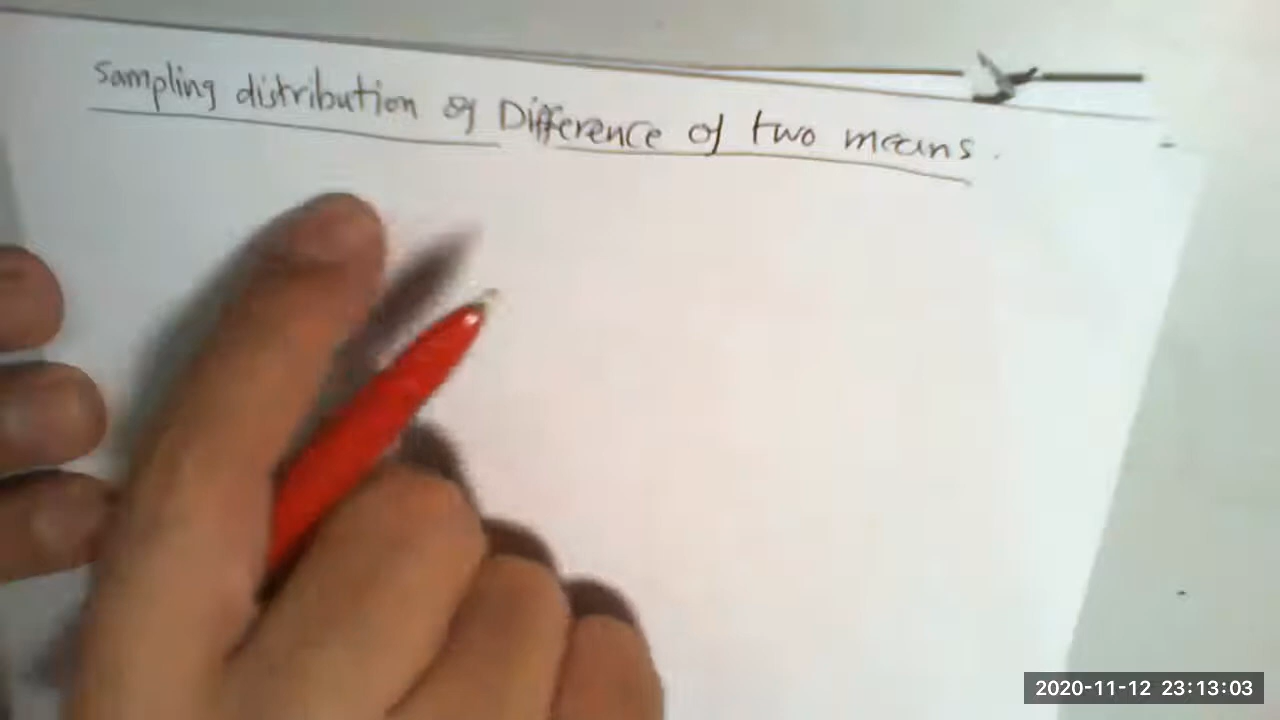 Sampling distribution of Difference of two means.
2020-11-12 23:13:03